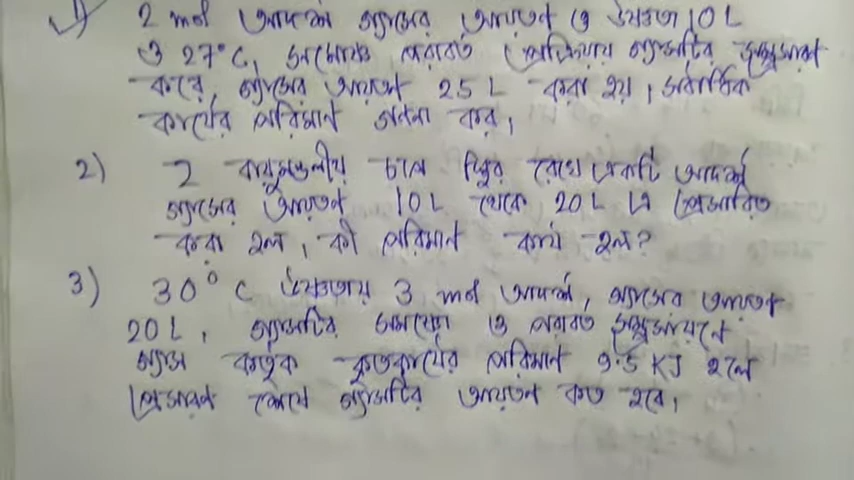 1) 2 mol আদর্শ গ্যাসের আয়তন ও উষ্ণতা 10 L
ও 27°C, সমোষ্ণ পরাবর্ত প্রক্রিয়ায় গ্যাসটির সম্প্রসারণ
করে, গ্যাসের আয়তন 25 L করা হয়। সর্বাধিক
কার্যের পরিমাণ গণনা কর।
2) 2 বায়ুমণ্ডলীয় চাপ স্থির রেখে একটি আদর্শ
গ্যাসের আয়তন 10 L থেকে 20 L এ প্রসারিত
করা হল, কী পরিমাণ কার্য হল?
3) 30°C উষ্ণতায় 3 mol আদর্শ, গ্যাসের আয়তন
20 L, গ্যাসটির সমোষ্ণ ও পরাবর্ত সম্প্রসারণে
গ্যাস কর্তৃক কৃতকার্যের পরিমাণ 9.5 KJ হলে
প্রসারণ শেষে গ্যাসটির আয়তন কত হবে।